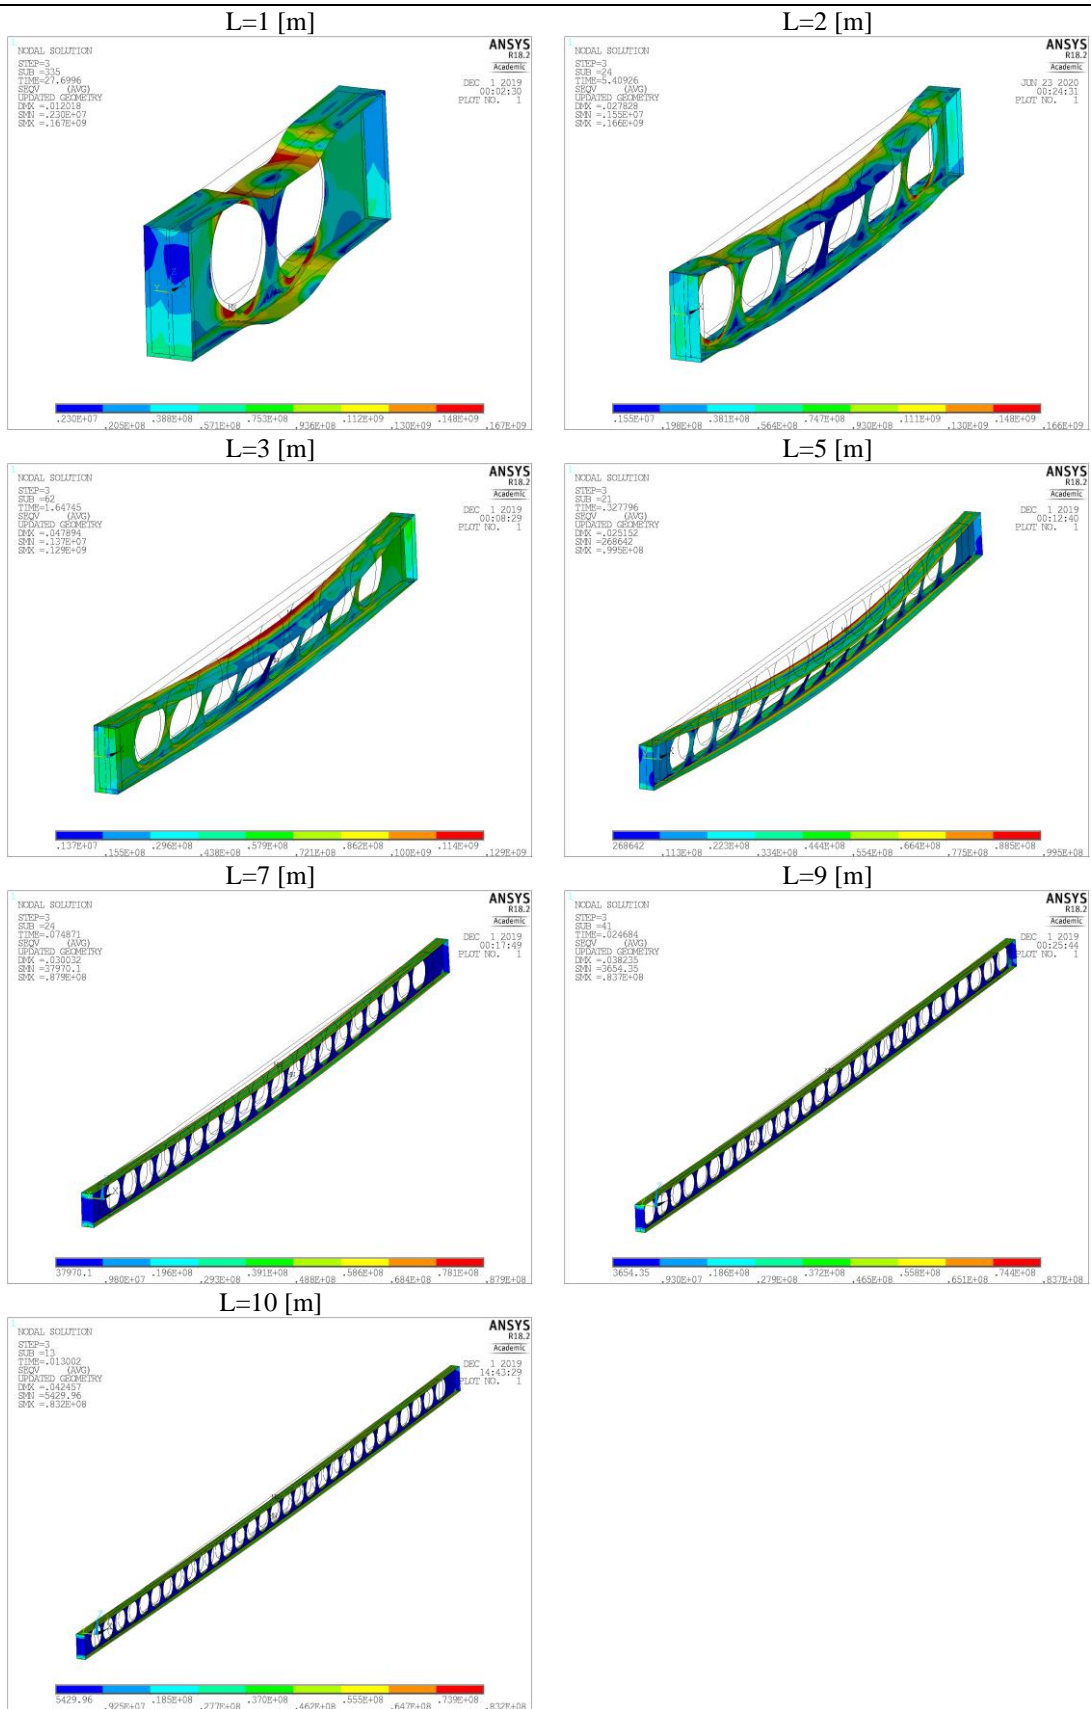 L=1 [m]
1
NODAL SOLUTION
STEP=3
SUB =335
TIME=27.6996
SEQV (AVG)
UPDATED GEOMETRY
DMX =.012018
SMN =.230E+07
SMX =.167E+09
ANSYS
R18.2
Academic
DEC 1 2019
00:02:30
PLOT NO. 1
.230E+07 .205E+08 .388E+08 .571E+08 .753E+08 .936E+08 .112E+09 .130E+09 .148E+09 .167E+09
L=2 [m]
1
NODAL SOLUTION
STEP=3
SUB =24
TIME=5.40926
SEQV (AVG)
UPDATED GEOMETRY
DMX =.027828
SMN =.155E+07
SMX =.166E+09
ANSYS
R18.2
Academic
JUN 23 2020
00:24:31
PLOT NO. 1
.155E+07 .198E+08 .381E+08 .564E+08 .747E+08 .930E+08 .111E+09 .130E+09 .148E+09 .166E+09
L=3 [m]
1
NODAL SOLUTION
STEP=3
SUB =62
TIME=1.64745
SEQV (AVG)
UPDATED GEOMETRY
DMX =.047894
SMN =.137E+07
SMX =.129E+09
ANSYS
R18.2
Academic
DEC 1 2019
00:08:29
PLOT NO. 1
.137E+07 .155E+08 .296E+08 .438E+08 .579E+08 .721E+08 .862E+08 .100E+09 .114E+09 .129E+09
L=5 [m]
1
NODAL SOLUTION
STEP=3
SUB =21
TIME=.327796
SEQV (AVG)
UPDATED GEOMETRY
DMX =.025152
SMN =268642
SMX =.995E+08
ANSYS
R18.2
Academic
DEC 1 2019
00:12:40
PLOT NO. 1
268642 .113E+08 .223E+08 .334E+08 .444E+08 .554E+08 .664E+08 .775E+08 .885E+08 .995E+08
L=7 [m]
1
NODAL SOLUTION
STEP=3
SUB =24
TIME=.074871
SEQV (AVG)
UPDATED GEOMETRY
DMX =.030032
SMN =37970.1
SMX =.879E+08
ANSYS
R18.2
Academic
DEC 1 2019
00:17:49
PLOT NO. 1
37970.1 .980E+07 .196E+08 .293E+08 .391E+08 .488E+08 .586E+08 .684E+08 .781E+08 .879E+08
L=9 [m]
1
NODAL SOLUTION
STEP=3
SUB =41
TIME=.024684
SEQV (AVG)
UPDATED GEOMETRY
DMX =.038235
SMN =3654.35
SMX =.837E+08
ANSYS
R18.2
Academic
DEC 1 2019
00:25:44
PLOT NO. 1
3654.35 .930E+07 .186E+08 .279E+08 .372E+08 .465E+08 .558E+08 .651E+08 .744E+08 .837E+08
L=10 [m]
1
NODAL SOLUTION
STEP=3
SUB =13
TIME=.013002
SEQV (AVG)
UPDATED GEOMETRY
DMX =.042457
SMN =5429.96
SMX =.832E+08
ANSYS
R18.2
Academic
DEC 1 2019
14:43:29
PLOT NO. 1
5429.96 .925E+07 .185E+08 .277E+08 .370E+08 .462E+08 .555E+08 .647E+08 .739E+08 .832E+08